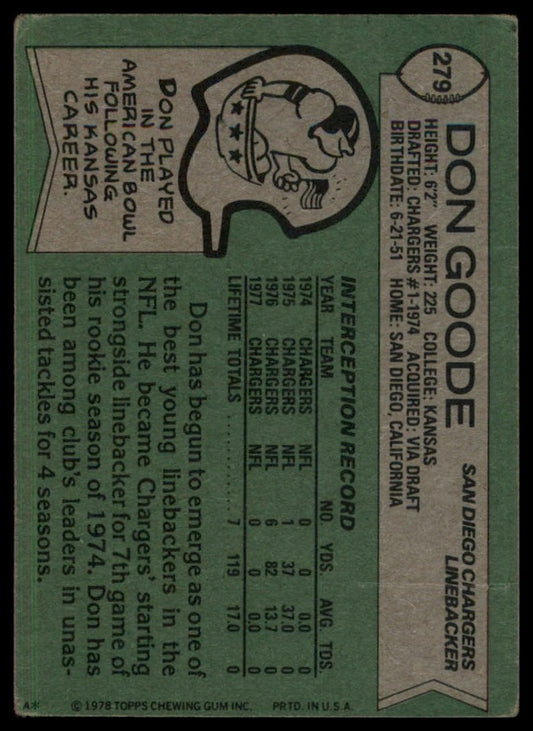 279
DON GOODE
SAN DIEGO CHARGERS
LINEBACKER
HEIGHT: 6'2" WEIGHT: 225 COLLEGE: KANSAS
DRAFTED: CHARGERS #1-1974 ACQUIRED: VIA DRAFT
BIRTHDATE: 6-21-51 HOME: SAN DIEGO, CALIFORNIA
DON PLAYED
IN THE
AMERICAN BOWL
FOLLOWING
HIS KANSAS
CAREER.
INTERCEPTION RECORD
YEAR TEAM NO. YDS. AVG. TDS.
1974 CHARGERS NFL 0 0 0.0 0
1975 CHARGERS NFL 1 37 37.0 0
1976 CHARGERS NFL 6 82 13.7 0
1977 CHARGERS NFL 0 0 0.0 0
LIFETIME TOTALS 7 119 17.0 0
Don has begun to emerge as one of
the best young linebackers in the
NFL. He became Chargers' starting
strongside linebacker for 7th game of
his rookie season of 1974. Don has
been among club's leaders in unas-
sisted tackles for 4 seasons.
A* © 1978 TOPPS CHEWING GUM INC. PRTD. IN U.S.A.